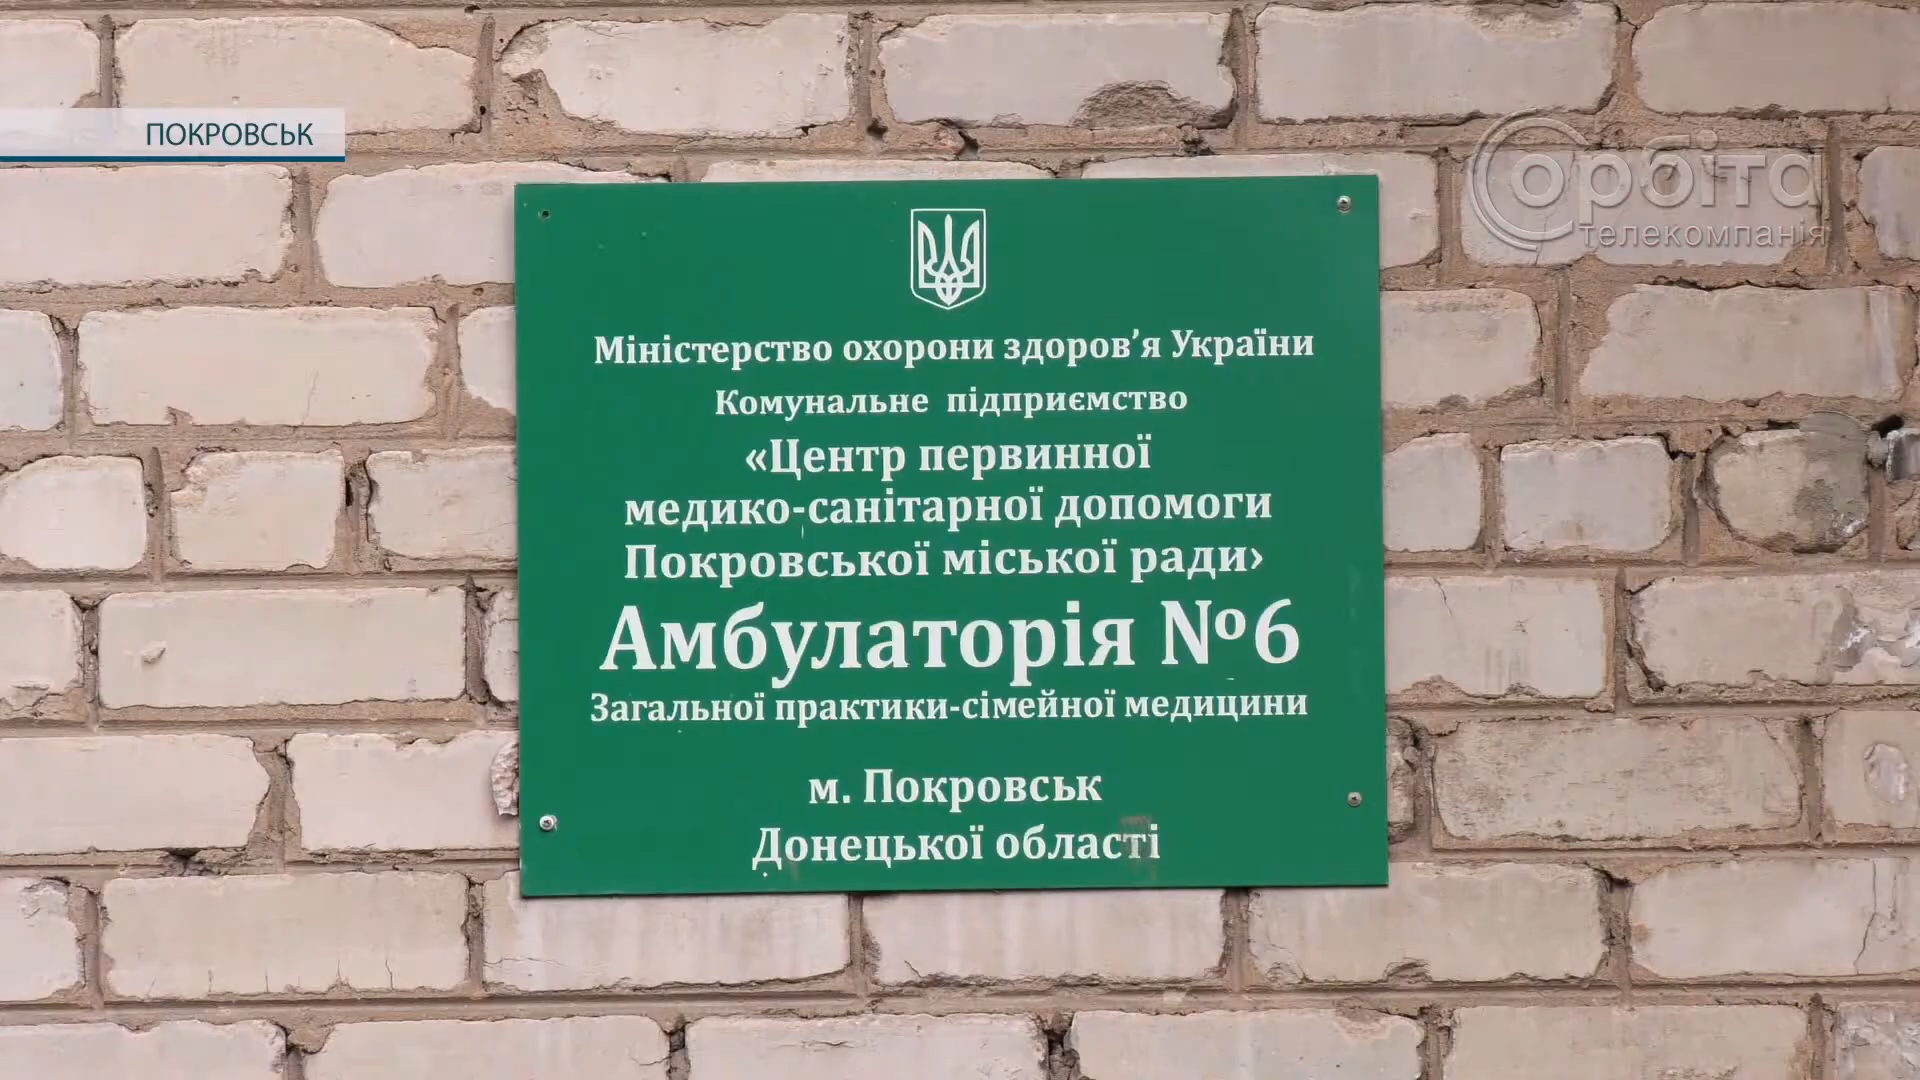 ПОКРОВСЬК
орбіта
телекомпанія
Міністерство охорони здоров’я України
Комунальне підприємство
«Центр первинної
медико-санітарної допомоги
Покровської міської ради›
Амбулаторія №6
Загальної практики-сімейної медицини
м. Покровськ
Донецької області